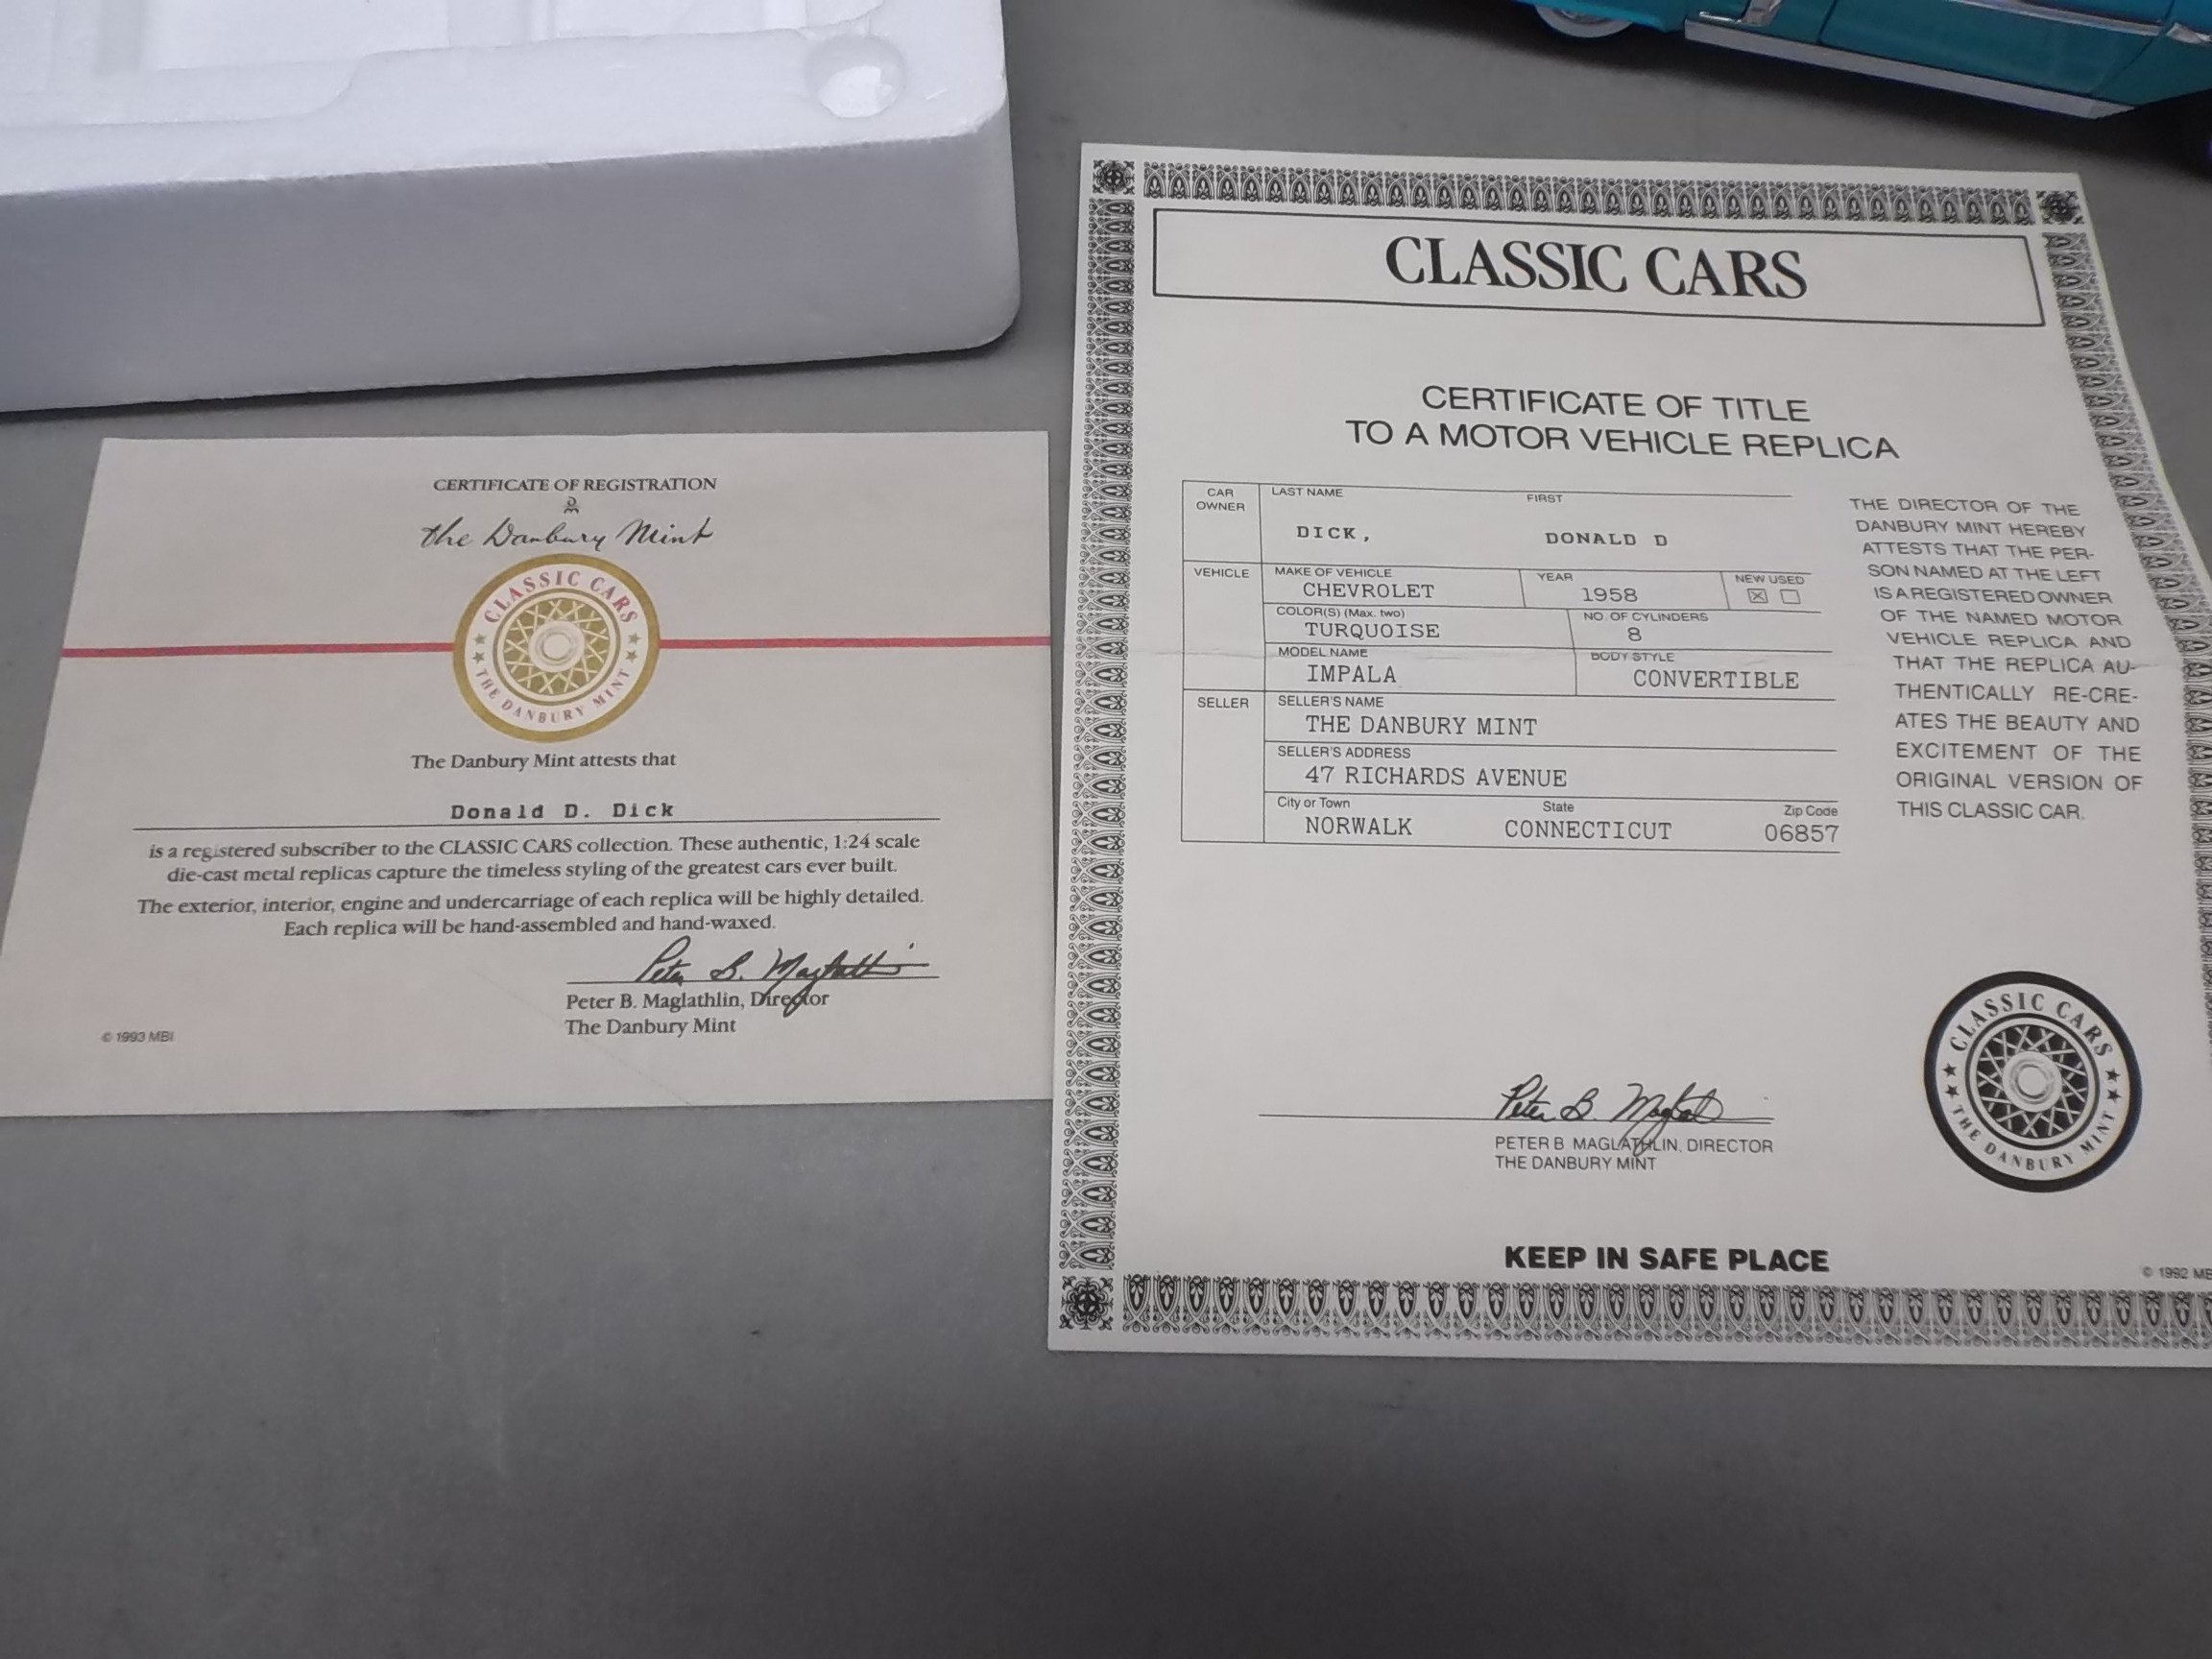 CERTIFICATE OF REGISTRATION
the Danbury Mint
CLASSIC CARS
THE DANBURY MINT
The Danbury Mint attests that
Donald D. Dick
is a registered subscriber to the CLASSIC CARS collection. These authentic, 1:24 scale
die-cast metal replicas capture the timeless styling of the greatest cars ever built.
The exterior, interior, engine and undercarriage of each replica will be highly detailed.
Each replica will be hand-assembled and hand-waxed.
Peter B. Maglathlin
Peter B. Maglathlin, Director
The Danbury Mint
© 1993 MBI
CLASSIC CARS
CERTIFICATE OF TITLE
TO A MOTOR VEHICLE REPLICA
CAR OWNER
LAST NAME FIRST
DICK, DONALD D
VEHICLE
MAKE OF VEHICLE YEAR NEW USED
CHEVROLET 1958 ☒ ☐
COLOR(S) (Max. two) NO. OF CYLINDERS
TURQUOISE 8
MODEL NAME BODY STYLE
IMPALA CONVERTIBLE
SELLER
SELLER'S NAME
THE DANBURY MINT
SELLER'S ADDRESS
47 RICHARDS AVENUE
City or Town State Zip Code
NORWALK CONNECTICUT 06857
THE DIRECTOR OF THE
DANBURY MINT HEREBY
ATTESTS THAT THE PER-
SON NAMED AT THE LEFT
IS A REGISTERED OWNER
OF THE NAMED MOTOR
VEHICLE REPLICA AND
THAT THE REPLICA AU-
THENTICALLY RE-CRE-
ATES THE BEAUTY AND
EXCITEMENT OF THE
ORIGINAL VERSION OF
THIS CLASSIC CAR.
Peter B. Maglathlin
PETER B. MAGLATHLIN, DIRECTOR
THE DANBURY MINT
CLASSIC CARS
THE DANBURY MINT
KEEP IN SAFE PLACE
© 1992